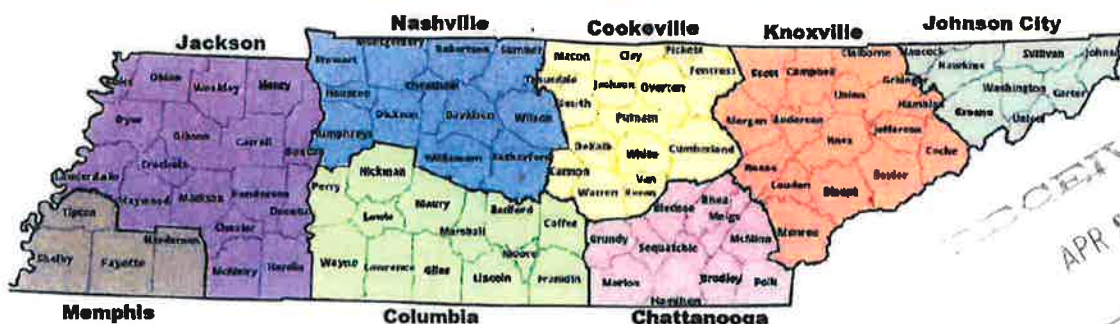 Nashville
Cookeville
Knoxville
Johnson City
Jackson
Montgomery
Robertson
Sumner
Macon
Clay
Pickett
Claiborne
Hancock
Sullivan
Hawkins
Stewart
Obion
Weakley
Henry
Houston
Cheatham
Trousdale
Jackson
Overton
Fentress
Scott
Campbell
Union
Grainger
Washington
Carter
Greene
Unicoi
Dyer
Gibson
Carroll
Dickson
Davidson
Wilson
Smith
Putnam
Morgan
Anderson
Knox
Jefferson
Humphreys
Williamson
Rutherford
DeKalb
White
Cumberland
Cocke
Crockett
Hickman
Cannon
Van
Roane
Loudon
Blount
Sevier
Lauderdale
Haywood
Madison
Henderson
Perry
Warren
Buren
Monroe
Tipton
Chester
Lewis
Maury
Bedford
Coffee
Bledsoe
Rhea
Meigs
Hardeman
Marshall
Moore
Grundy
Sequatchie
McMinn
Shelby
Fayette
McNairy
Hardin
Wayne
Lawrence
Giles
Lincoln
Franklin
Marion
Bradley
Polk
Hamilton
Memphis
Columbia
Chattanooga
APR